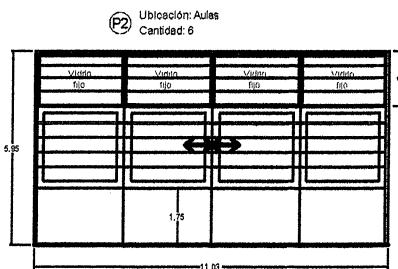 P2
Ubicación: Aulas
Cantidad: 6
Vidrio Vidrio Vidrio Vidrio
fijo fijo fijo fijo
5.95
1.75
11.03